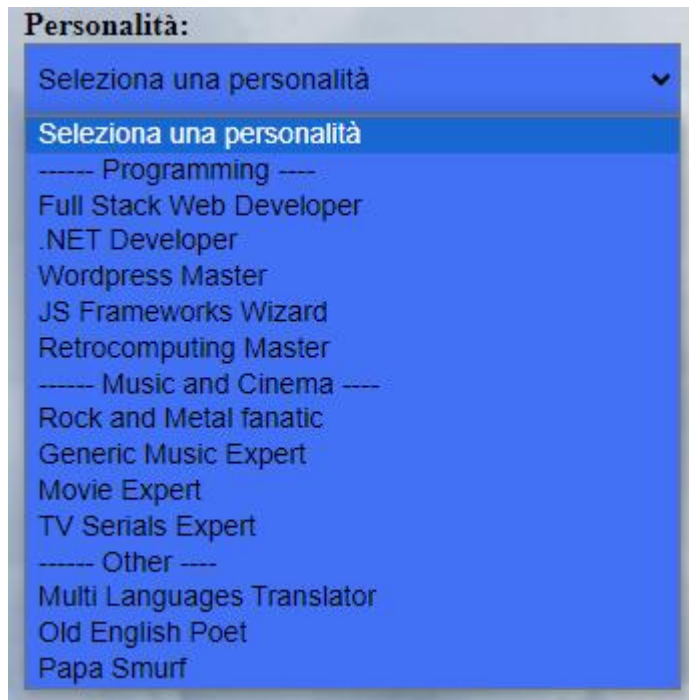 Personalità:
Seleziona una personalità
Seleziona una personalità
------ Programming ----
Full Stack Web Developer
.NET Developer
Wordpress Master
JS Frameworks Wizard
Retrocomputing Master
------ Music and Cinema ----
Rock and Metal fanatic
Generic Music Expert
Movie Expert
TV Serials Expert
------ Other ----
Multi Languages Translator
Old English Poet
Papa Smurf